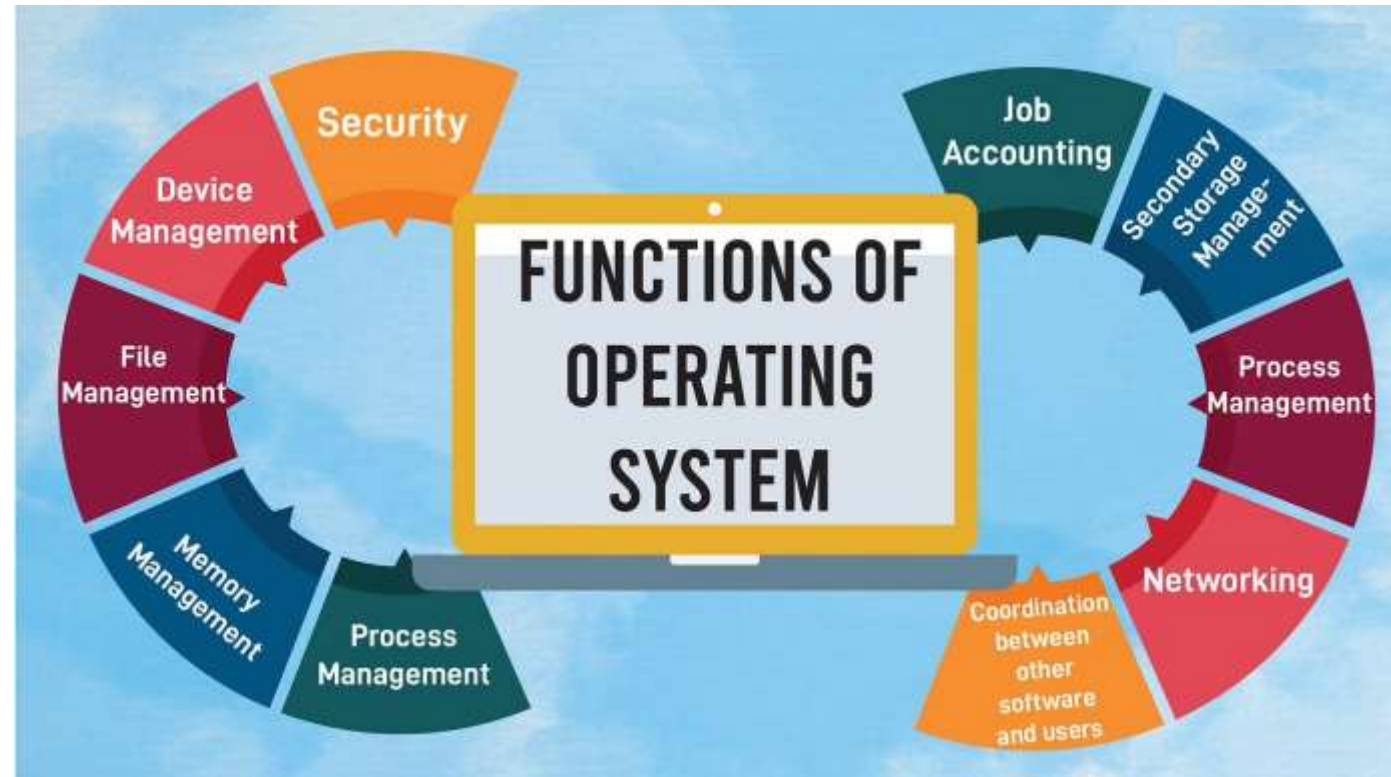 Security
Device
Management
File
Management
Memory
Management
Process
Management
FUNCTIONS OF
OPERATING
SYSTEM
Job
Accounting
Secondary
Storage
Manage-
ment
Process
Management
Networking
Coordination
between
other
software
and users